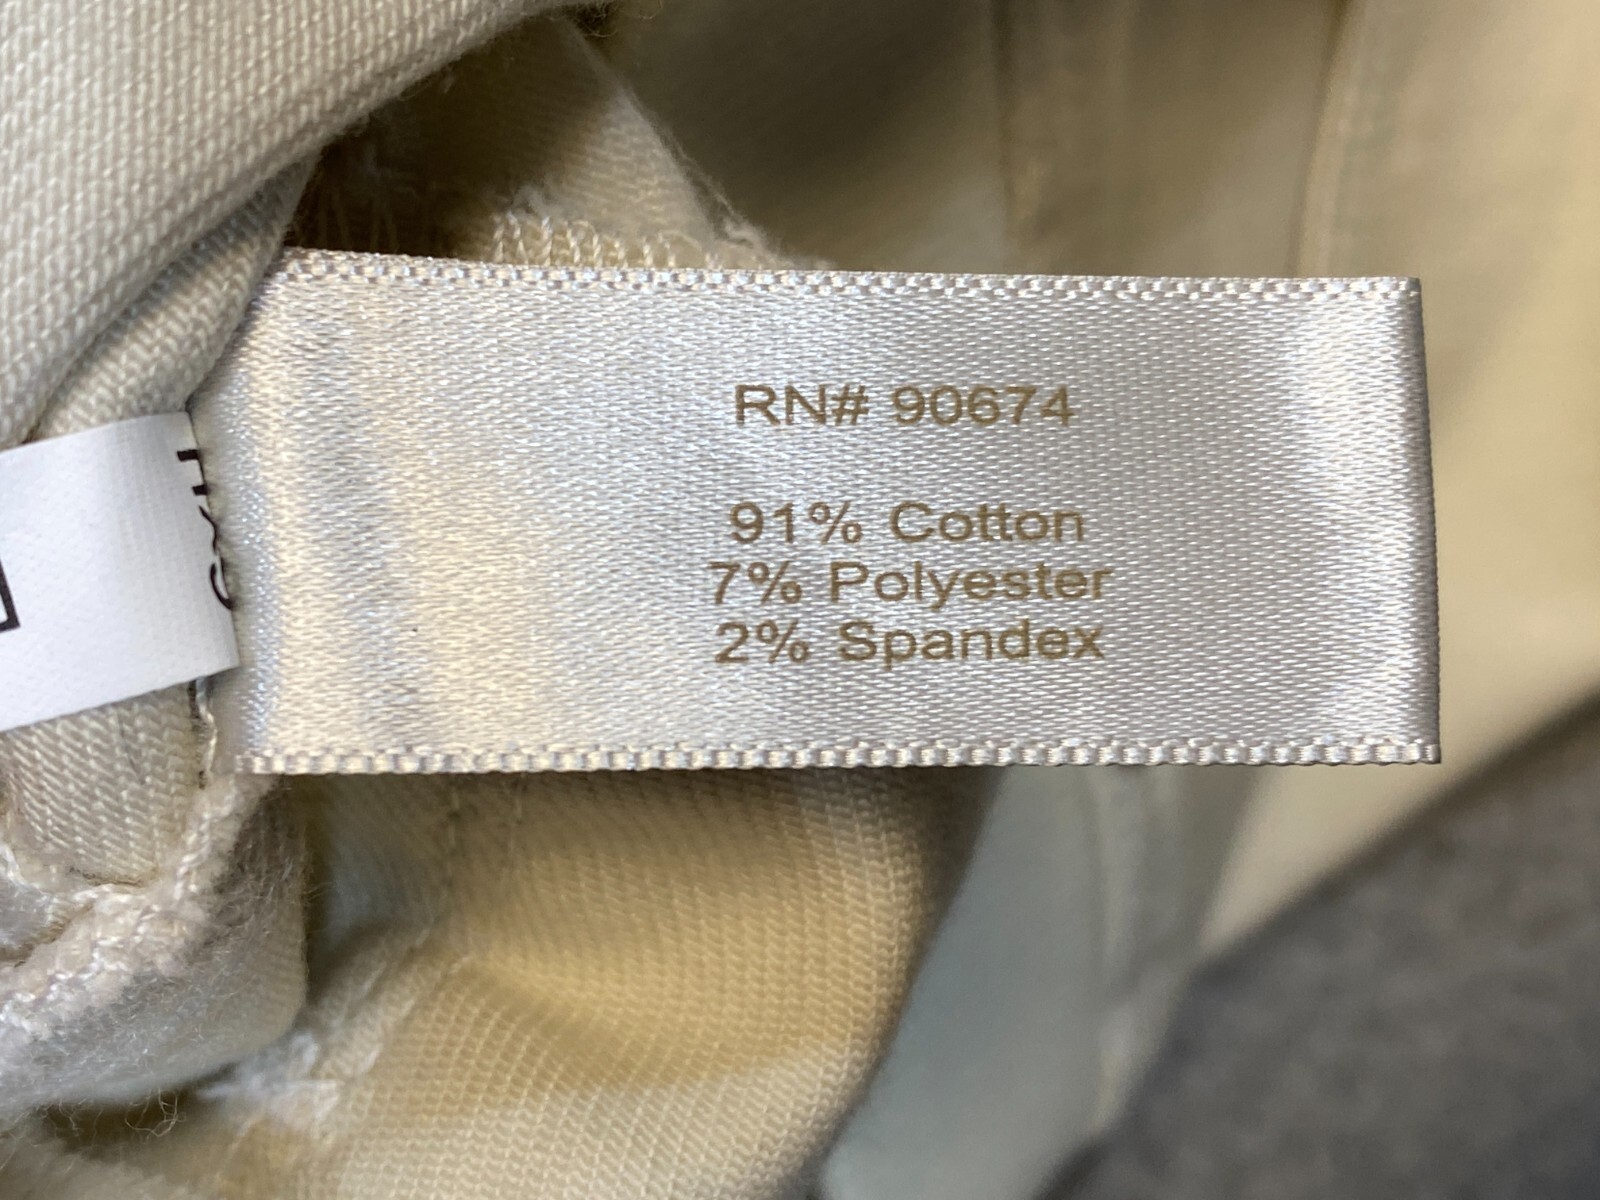 RN# 90674
91% Cotton
7% Polyester
2% Spandex